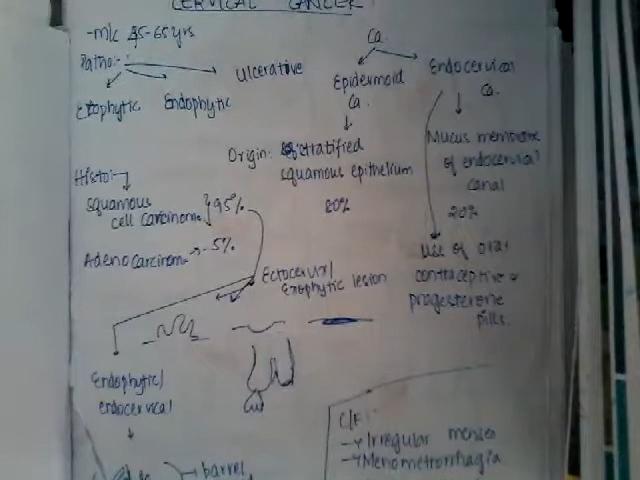 CERVICAL CANCER
-m/c 45-65 yrs
Patho:-
Exophytic Endophytic Ulcerative
Ca.
Epidermoid
Ca.
Endocervical
Ca.
Origin: stratified
squamous epithelium
80%
Mucus membrane
of endocervical
canal
20%
use of oral
contraceptive
progesterone
pills.
Histo:-
squamous
cell carcinoma } 95%
Adenocarcinoma → 5%
Ectocervix/
Exophytic lesion
Endophytic/
endocervical
barrel
C/F:
-Irregular menses
-Menometrorrhagia